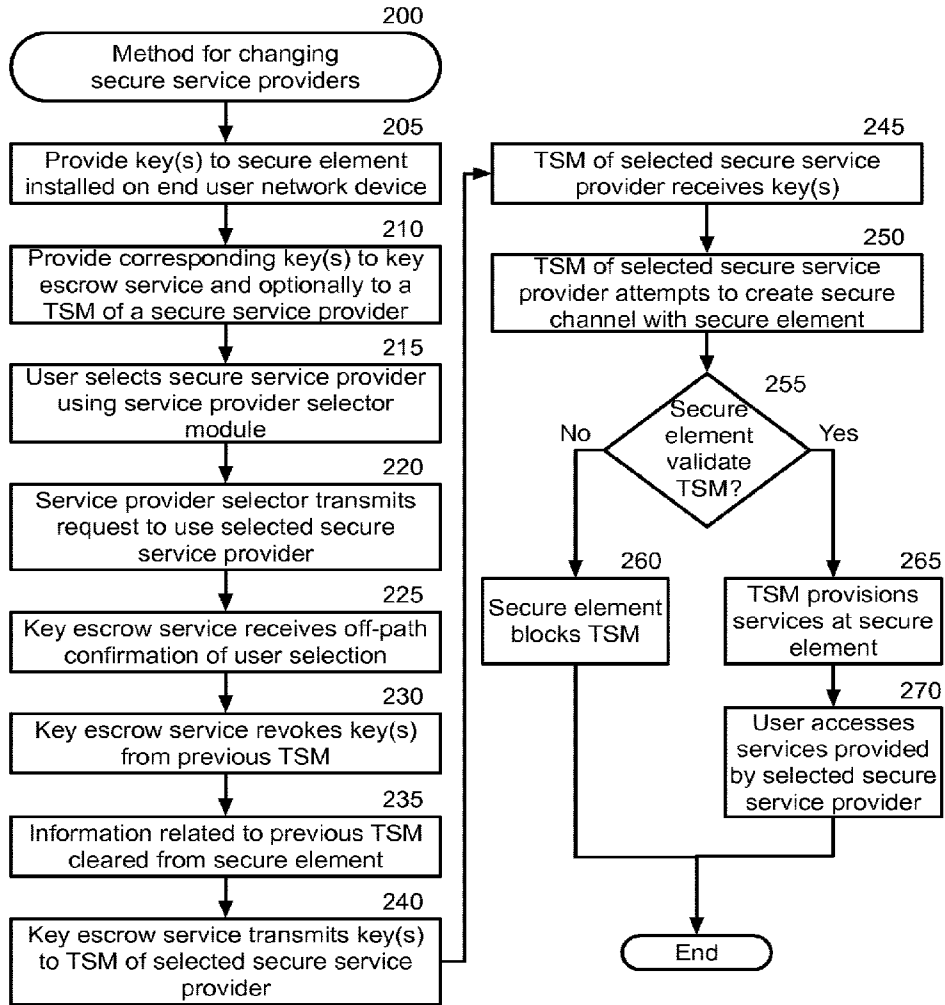 200
Method for changing
secure service providers
205
Provide key(s) to secure element
installed on end user network device
210
Provide corresponding key(s) to key
escrow service and optionally to a
TSM of a secure service provider
215
User selects secure service provider
using service provider selector
module
220
Service provider selector transmits
request to use selected secure
service provider
225
Key escrow service receives off-path
confirmation of user selection
230
Key escrow service revokes key(s)
from previous TSM
235
Information related to previous TSM
cleared from secure element
240
Key escrow service transmits key(s)
to TSM of selected secure service
provider
245
TSM of selected secure service
provider receives key(s)
250
TSM of selected secure service
provider attempts to create secure
channel with secure element
255
Secure
element
validate
TSM?
No
Yes
260
Secure element
blocks TSM
265
TSM provisions
services at secure
element
270
User accesses
services provided
by selected secure
service provider
End